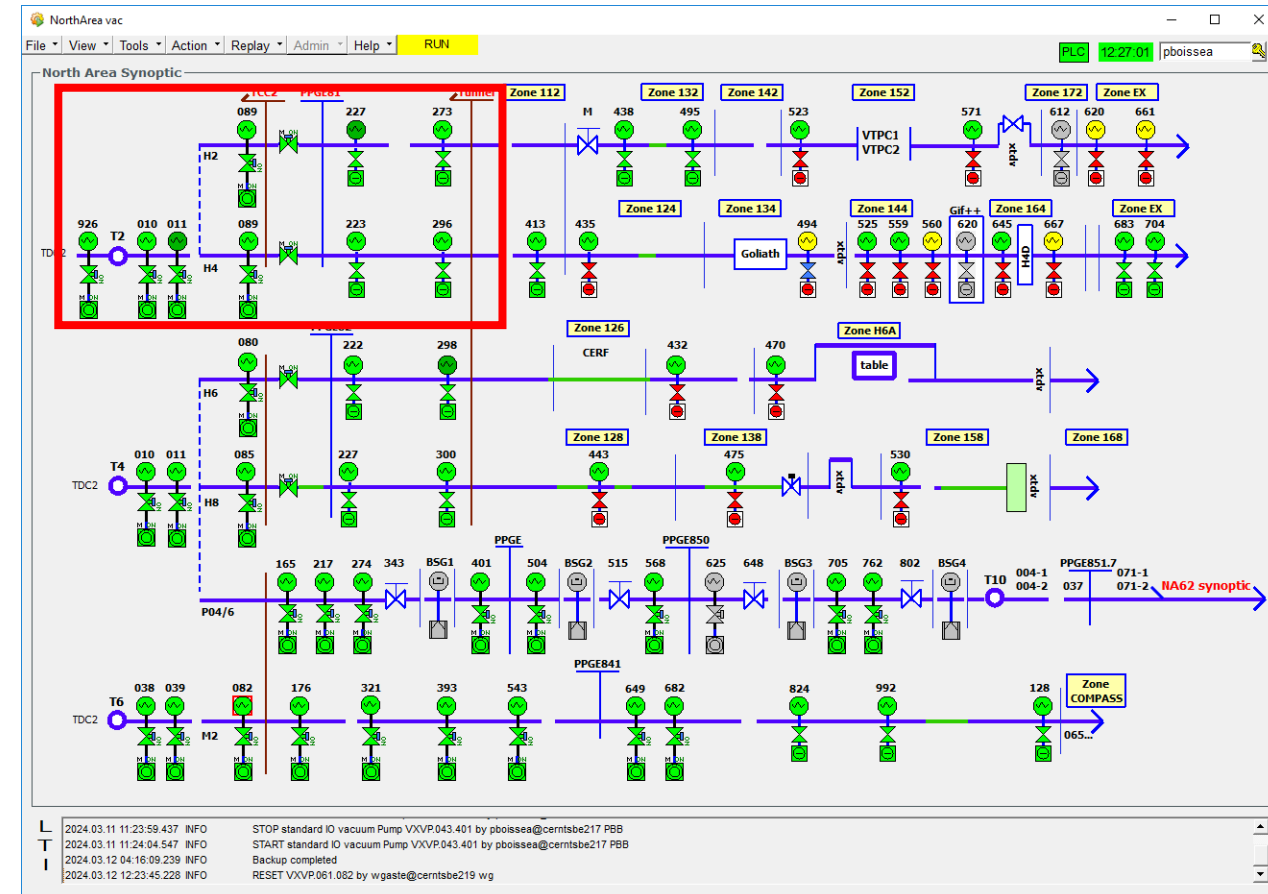 NorthArea vac
File View Tools Action Replay Admin Help RUN
PLC 12:27:01 pboissea
North Area Synoptic
TCC2 PPGE81 Tunnel Zone 112 Zone 132 Zone 142 Zone 152 Zone 172 Zone EX
089 227 273 M 438 495 523 571 612 620 661
VTPC1
VTPC2
xtdv
H2
Zone 124 Zone 134 Zone 144 Gif++ Zone 164 Zone EX
926 T2 010 011 089 223 296 413 435 494 525 559 560 620 645 667 683 704
Goliath xtdv H4D
H4
Zone 126 Zone H6A
080 222 298 CERF 432 470
table
xtdv
H6
Zone 128 Zone 138 Zone 158 Zone 168
T4 010 011 085 227 300 443 475 530
TDC2 xtdv xtdv
H8
PPGE PPGE850
165 217 274 343 BSG1 401 504 BSG2 515 568 625 648 BSG3 705 762 802 BSG4 T10 004-1 PPGE851.7 071-1
004-2 037 071-2 NA62 synoptic
P04/6
PPGE841
T6 038 039 082 176 321 393 543 649 682 824 992 128 Zone
COMPASS
TDC2
M2 065...
L 2024.03.11 11:23:59.437 INFO STOP standard IO vacuum Pump VXVP.043.401 by pboissea@cerntsbe217 PBB
T 2024.03.11 11:24:04.547 INFO START standard IO vacuum Pump VXVP.043.401 by pboissea@cerntsbe217 PBB
I 2024.03.12 04:16:09.239 INFO Backup completed
2024.03.12 12:23:45.228 INFO RESET VXVP.061.082 by wgaste@cerntsbe219 wg